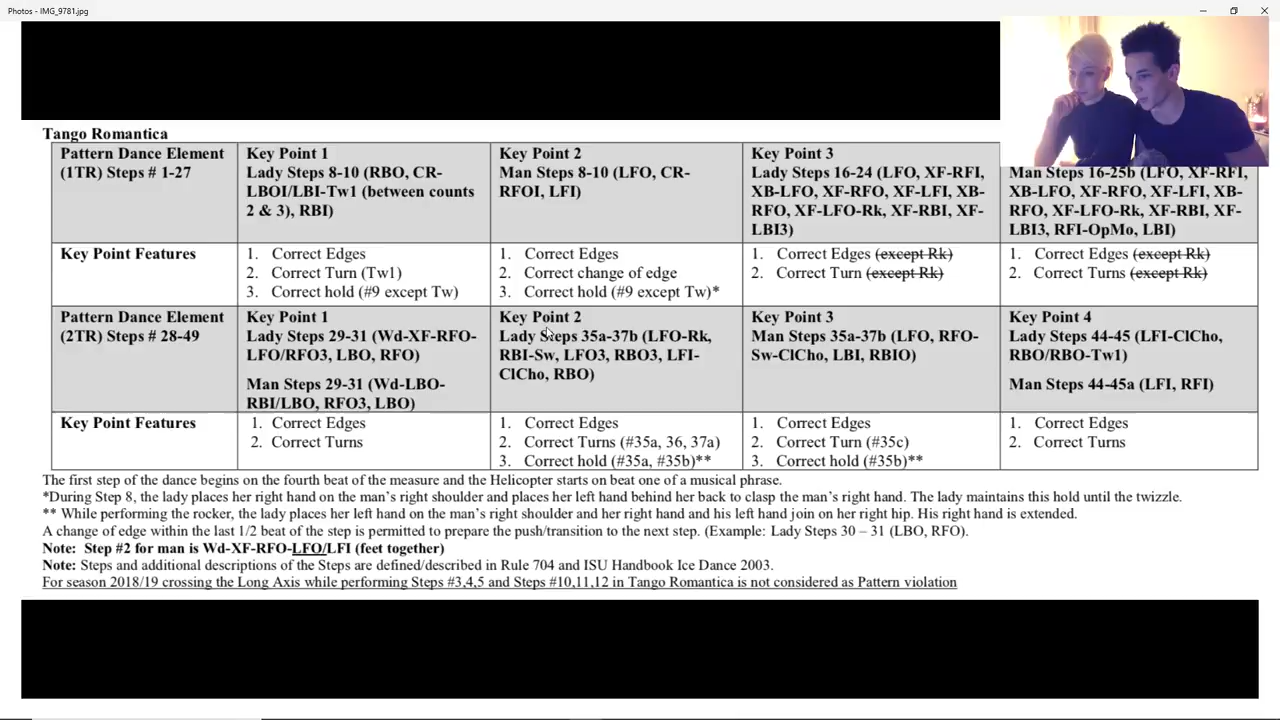 Photos - IMG_9781.jpg
Tango Romantica
Pattern Dance Element
(1TR) Steps # 1-27
Key Point 1
Lady Steps 8-10 (RBO, CR-
LBOI/LBI-Tw1 (between counts
2 & 3), RBI)
Key Point 2
Man Steps 8-10 (LFO, CR-
RFOI, LFI)
Key Point 3
Lady Steps 16-24 (LFO, XF-RFI,
XB-LFO, XF-RFO, XF-LFI, XB-
RFO, XF-LFO-Rk, XF-RBI, XF-
LBI3)
Man Steps 16-25b (LFO, XF-RFI,
XB-LFO, XF-RFO, XF-LFI, XB-
RFO, XF-LFO-Rk, XF-RBI, XF-
LBI3, RFI-OpMo, LBI)
Key Point Features
1. Correct Edges
2. Correct Turn (Tw1)
3. Correct hold (#9 except Tw)
1. Correct Edges
2. Correct change of edge
3. Correct hold (#9 except Tw)*
1. Correct Edges (except Rk)
2. Correct Turn (except Rk)
1. Correct Edges (except Rk)
2. Correct Turns (except Rk)
Pattern Dance Element
(2TR) Steps # 28-49
Key Point 1
Lady Steps 29-31 (Wd-XF-RFO-
LFO/RFO3, LBO, RFO)
Man Steps 29-31 (Wd-LBO-
RBI/LBO, RFO3, LBO)
Key Point 2
Lady Steps 35a-37b (LFO-Rk,
RBI-Sw, LFO3, RBO3, LFI-
ClCho, RBO)
Key Point 3
Man Steps 35a-37b (LFO, RFO-
Sw-ClCho, LBI, RBIO)
Key Point 4
Lady Steps 44-45 (LFI-ClCho,
RBO/RBO-Tw1)
Man Steps 44-45a (LFI, RFI)
Key Point Features
1. Correct Edges
2. Correct Turns
1. Correct Edges
2. Correct Turns (#35a, 36, 37a)
3. Correct hold (#35a, #35b)**
1. Correct Edges
2. Correct Turn (#35c)
3. Correct hold (#35b)**
1. Correct Edges
2. Correct Turns
The first step of the dance begins on the fourth beat of the measure and the Helicopter starts on beat one of a musical phrase.
*During Step 8, the lady places her right hand on the man's right shoulder and places her left hand behind her back to clasp the man's right hand. The lady maintains this hold until the twizzle.
** While performing the rocker, the lady places her left hand on the man's right shoulder and her right hand and his left hand join on her right hip. His right hand is extended.
A change of edge within the last 1/2 beat of the step is permitted to prepare the push/transition to the next step. (Example: Lady Steps 30 – 31 (LBO, RFO).
Note: Step #2 for man is Wd-XF-RFO-LFO/LFI (feet together)
Note: Steps and additional descriptions of the Steps are defined/described in Rule 704 and ISU Handbook Ice Dance 2003.
For season 2018/19 crossing the Long Axis while performing Steps #3,4,5 and Steps #10,11,12 in Tango Romantica is not considered as Pattern violation